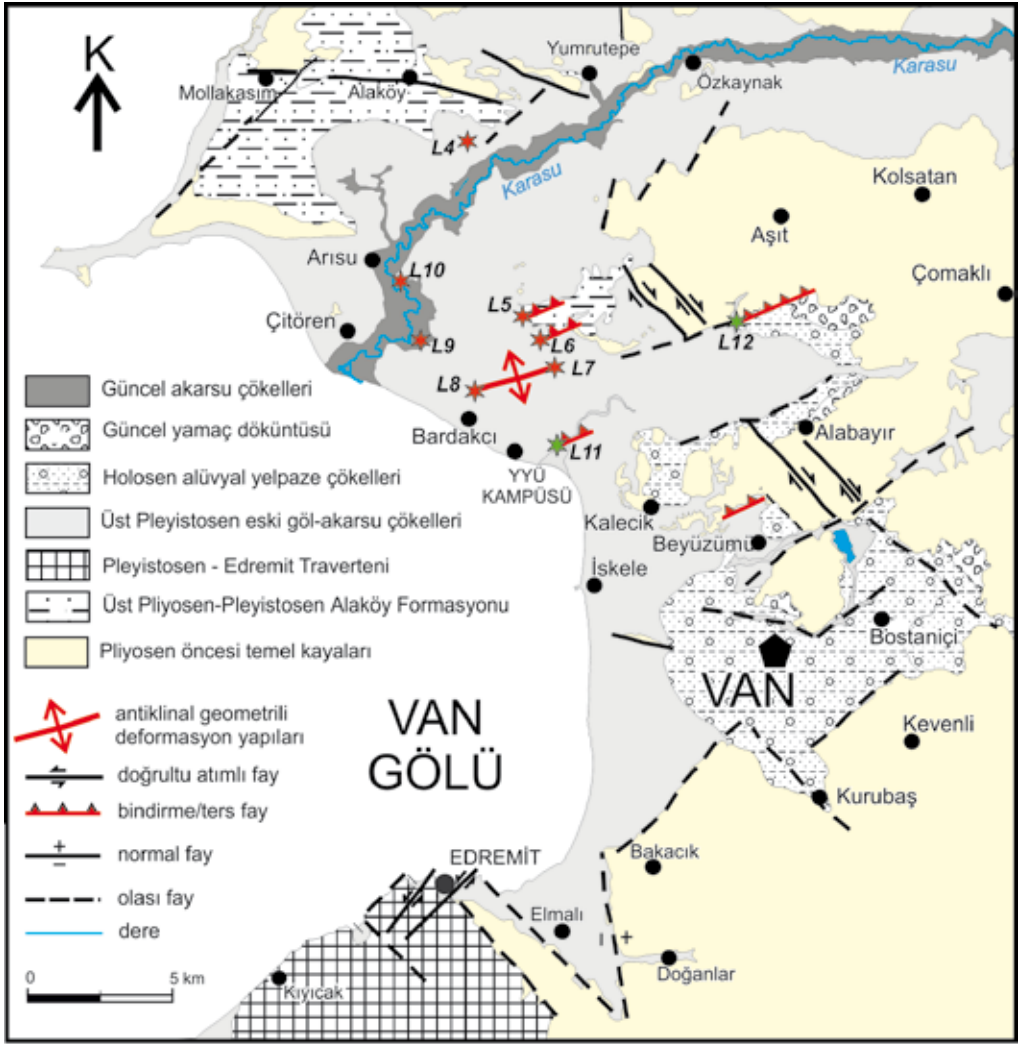 K
Yumrutepe
Karasu
Mollakasım
Alaköy
Özkaynak
L4
Karasu
Kolsatan
Aşıt
Arısu
L10
Çomaklı
L5
Çitören
L6
L12
L9
L7
L8
Bardakcı
Alabayır
L11
YYÜ
KAMPÜSÜ
Kalecik
Beyüzümü
İskele
Bostaniçi
VAN
Kevenli
Kurubaş
VAN
GÖLÜ
Güncel akarsu çökelleri
Güncel yamaç döküntüsü
Holosen alüvyal yelpaze çökelleri
Üst Pleyistosen eski göl-akarsu çökelleri
Pleyistosen - Edremit Traverteni
Üst Pliyosen-Pleyistosen Alaköy Formasyonu
Pliyosen öncesi temel kayaları
antiklinal geometrili
deformasyon yapıları
doğrultu atımlı fay
bindirme/ters fay
+
−
normal fay
olası fay
dere
0
5 km
EDREMİT
Bakacık
Elmalı
− +
Doğanlar
Kıyıcak